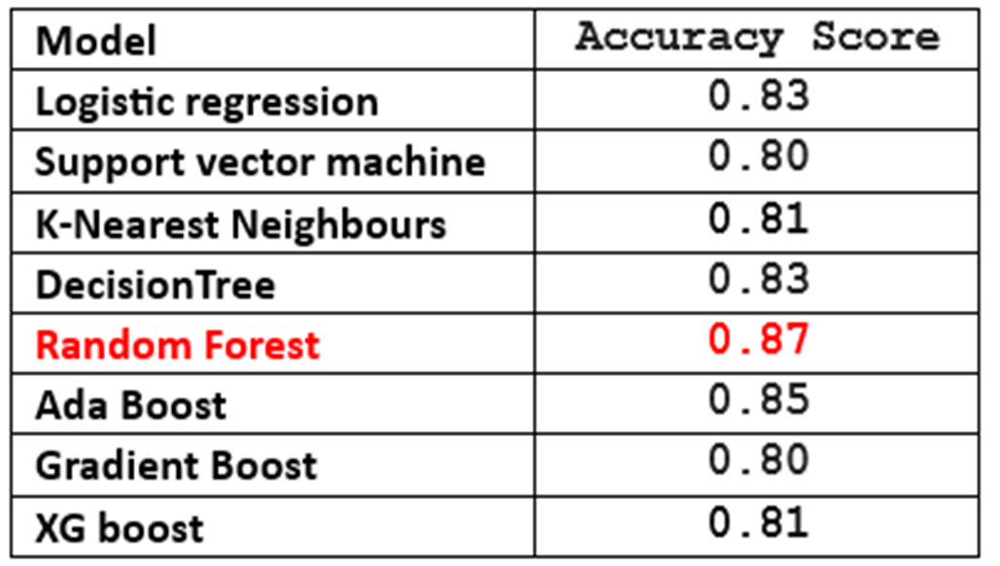 Model Accuracy Score
Logistic regression 0.83
Support vector machine 0.80
K-Nearest Neighbours 0.81
DecisionTree 0.83
Random Forest 0.87
Ada Boost 0.85
Gradient Boost 0.80
XG boost 0.81